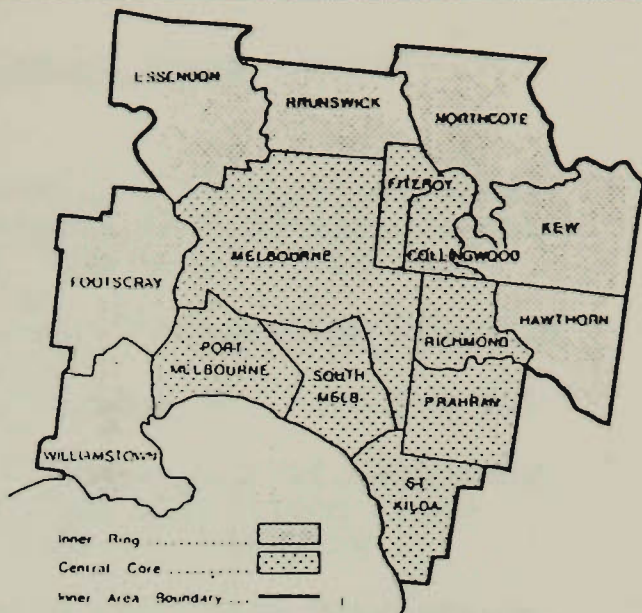 ESSENDON
BRUNSWICK
NORTHCOTE
FITZROY
KEW
MELBOURNE
COLLINGWOOD
FOOTSCRAY
HAWTHORN
RICHMOND
PORT
MELBOURNE
SOUTH
MELB.
PRAHRAN
WILLIAMSTOWN
ST
KILDA
Inner Ring ..........
Central Core ........
Inner Area Boundary ...